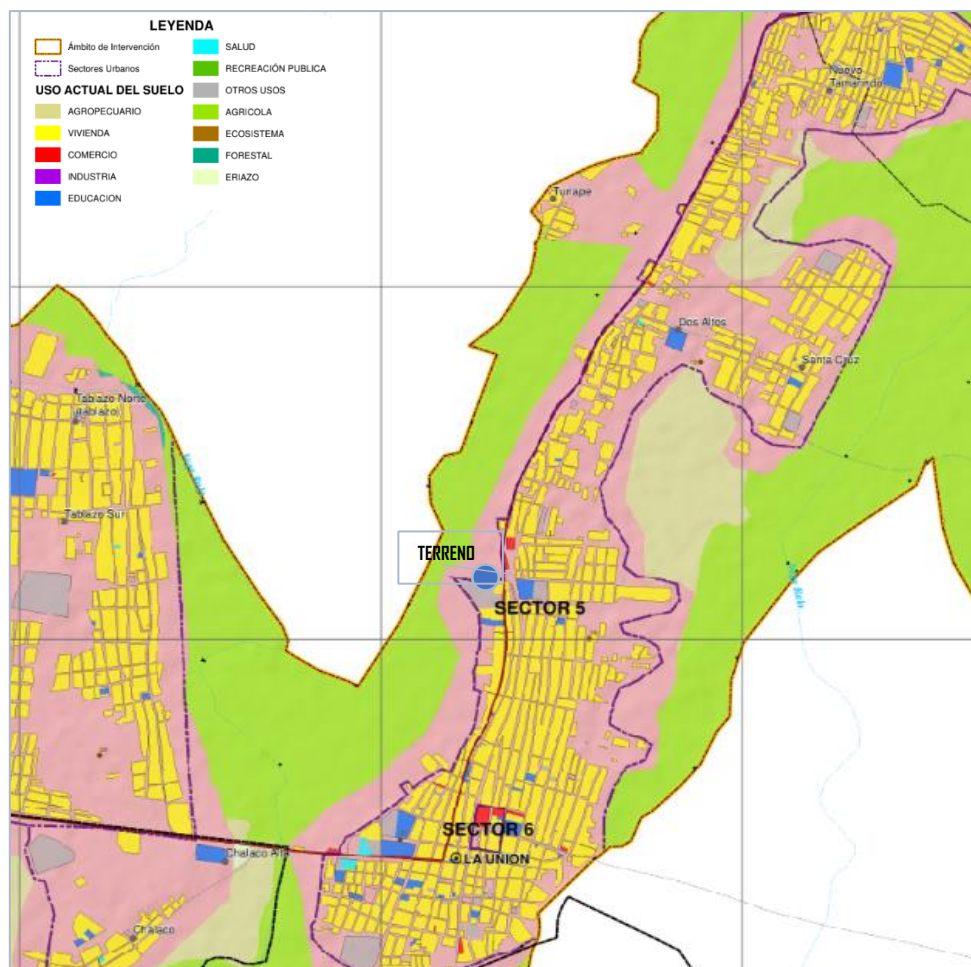 LEYENDA
Ámbito de Intervención
Sectores Urbanos
USO ACTUAL DEL SUELO
AGROPECUARIO
VIVIENDA
COMERCIO
INDUSTRIA
EDUCACION
SALUD
RECREACIÓN PUBLICA
OTROS USOS
AGRICOLA
ECOSISTEMA
FORESTAL
ERIAZO
Nuevo
Tamarindo
Tunape
Dos Altos
Santa Cruz
Tablazo Norte
(tablazo)
Tablazo Sur
TERRENO
SECTOR 5
SECTOR 6
LA UNION
Chalaco Alto
Chalaco